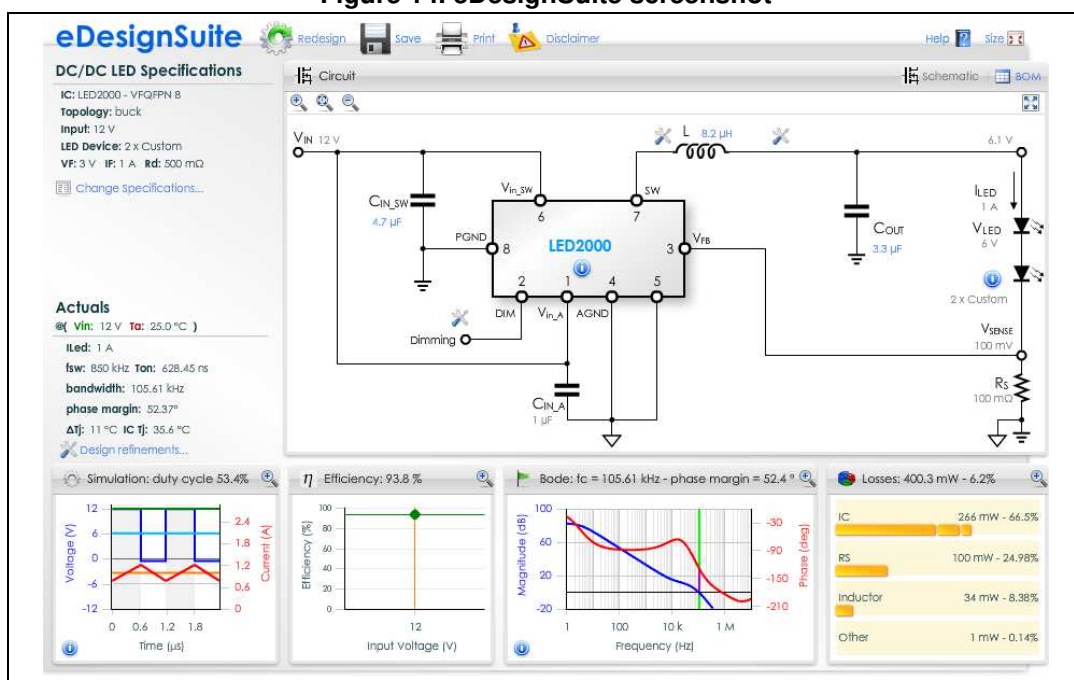 Figure 14. eDesignSuite screenshot
eDesignSuite Redesign Save Print Disclaimer Help Size
DC/DC LED Specifications
IC: LED2000 - VFQFPN 8
Topology: buck
Input: 12 V
LED Device: 2 x Custom
VF: 3 V IF: 1 A Rd: 500 mΩ
Change Specifications...
Actuals
@( Vin: 12 V Ta: 25.0 °C )
ILed: 1 A
fsw: 850 kHz Ton: 628.45 ns
bandwidth: 105.61 kHz
phase margin: 52.37°
ΔTj: 11 °C IC Tj: 35.6 °C
Design refinements...
Circuit Schematic BOM
VIN 12 V
L 8.2 µH
6.1 V
CIN_SW
4.7 µF
Vin_SW
6
SW
7
PGND
8
LED2000
3
VFB
COUT
3.3 µF
ILED
1 A
VLED
6 V
2 x Custom
2 1 4 5
DIM Vin_A AGND
Dimming
CIN_A
1 µF
VSENSE
100 mV
RS
100 mΩ
Simulation: duty cycle 53.4%
Voltage (V)
12
6
0
-6
-12
2.4
1.8
1.2
0.6
0
Current (A)
0 0.6 1.2 1.8
Time (µs)
η Efficiency: 93.8 %
Efficiency (%)
100
80
60
40
20
0
12
Input Voltage (V)
Bode: fc = 105.61 kHz - phase margin = 52.4 °
Magnitude (dB)
100
60
20
-20
-30
-90
-150
-210
Phase (deg)
1 100 10 k 1 M
Frequency (Hz)
Losses: 400.3 mW - 6.2%
IC 266 mW - 66.5%
RS 100 mW - 24.98%
Inductor 34 mW - 8.38%
Other 1 mW - 0.14%